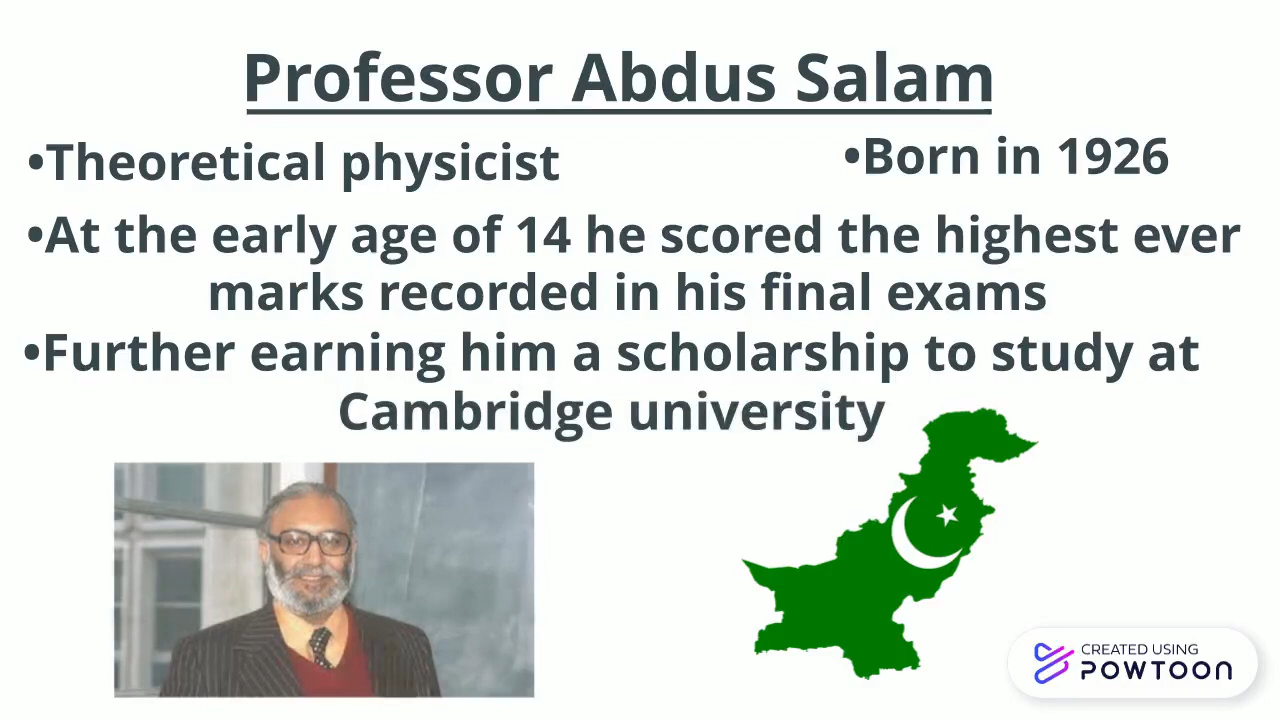 Professor Abdus Salam
•Theoretical physicist
•Born in 1926
•At the early age of 14 he scored the highest ever
marks recorded in his final exams
•Further earning him a scholarship to study at
Cambridge university
CREATED USING
POWTOON